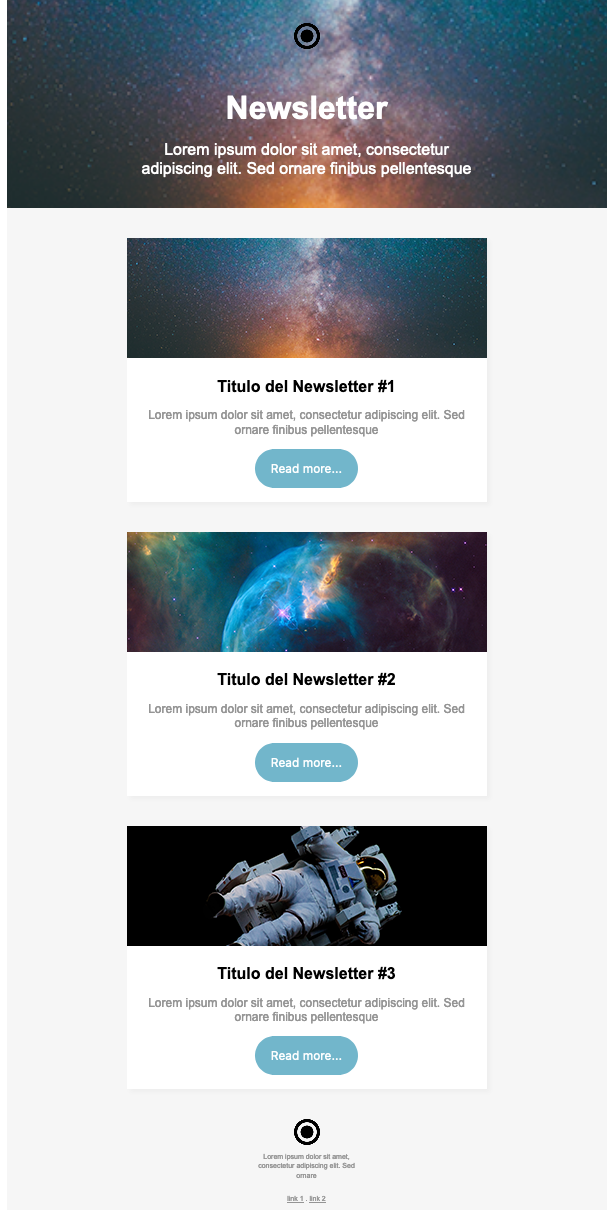 Newsletter
Lorem ipsum dolor sit amet, consectetur
adipiscing elit. Sed ornare finibus pellentesque
Titulo del Newsletter #1
Lorem ipsum dolor sit amet, consectetur adipiscing elit. Sed
ornare finibus pellentesque
Read more...
Titulo del Newsletter #2
Lorem ipsum dolor sit amet, consectetur adipiscing elit. Sed
ornare finibus pellentesque
Read more...
Titulo del Newsletter #3
Lorem ipsum dolor sit amet, consectetur adipiscing elit. Sed
ornare finibus pellentesque
Read more...
Lorem ipsum dolor sit amet,
consectetur adipiscing elit. Sed
ornare
link 1 . link 2